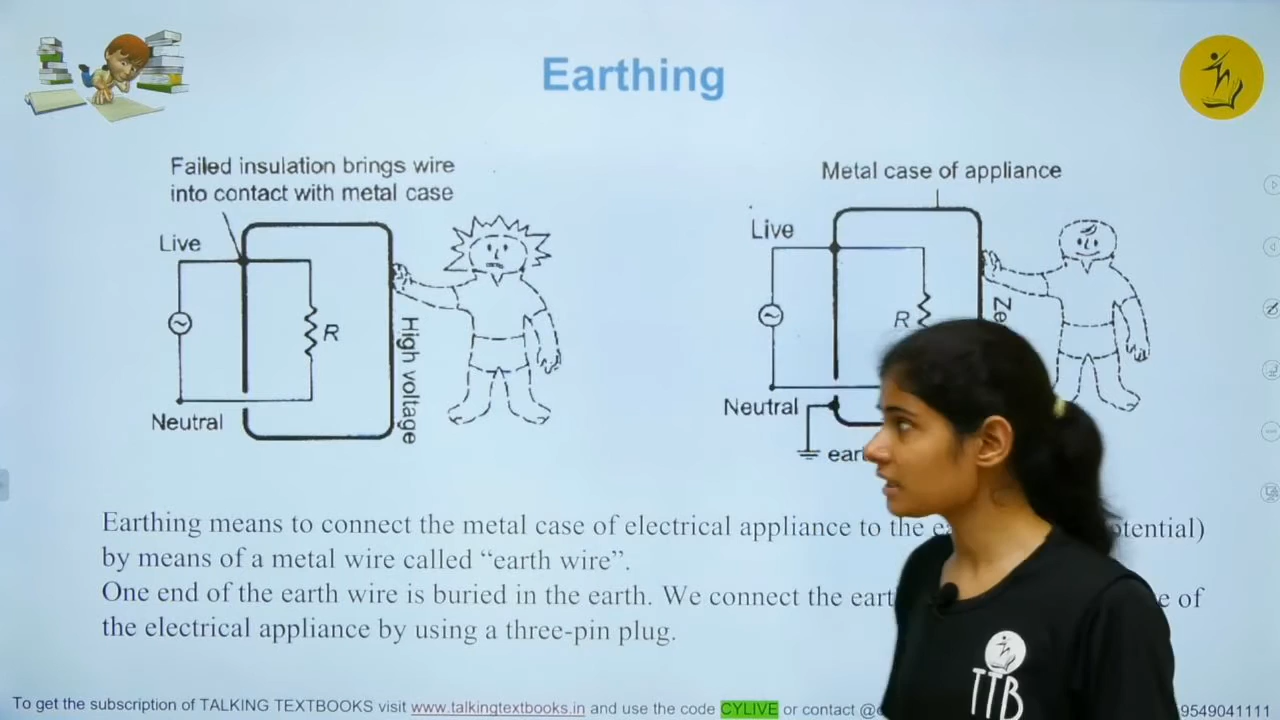 Earthing
Failed insulation brings wire
into contact with metal case
Live
R
High voltage
Neutral
Metal case of appliance
Live
R
Neutral
Earthing means to connect the metal case of electrical appliance to the
by means of a metal wire called “earth wire”.
One end of the earth wire is buried in the earth. We connect the of
the electrical appliance by using a three-pin plug.
TTB
To get the subscription of TALKING TEXTBOOKS visit www.talkingtextbooks.in and use the code CYLIVE or contact 9549041111